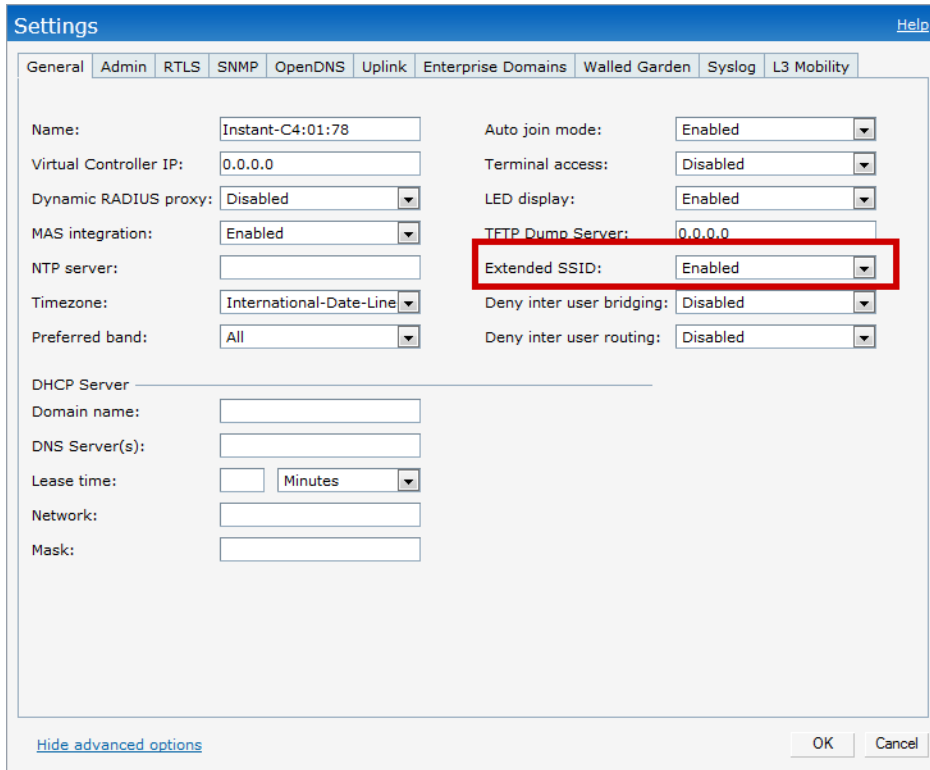 Settings
Help
General Admin RTLS SNMP OpenDNS Uplink Enterprise Domains Walled Garden Syslog L3 Mobility
Name: Instant-C4:01:78
Virtual Controller IP: 0.0.0.0
Dynamic RADIUS proxy: Disabled
MAS integration: Enabled
NTP server:
Timezone: International-Date-Line
Preferred band: All
Auto join mode: Enabled
Terminal access: Disabled
LED display: Enabled
TFTP Dump Server: 0.0.0.0
Extended SSID: Enabled
Deny inter user bridging: Disabled
Deny inter user routing: Disabled
DHCP Server
Domain name:
DNS Server(s):
Lease time: Minutes
Network:
Mask:
Hide advanced options
OK Cancel